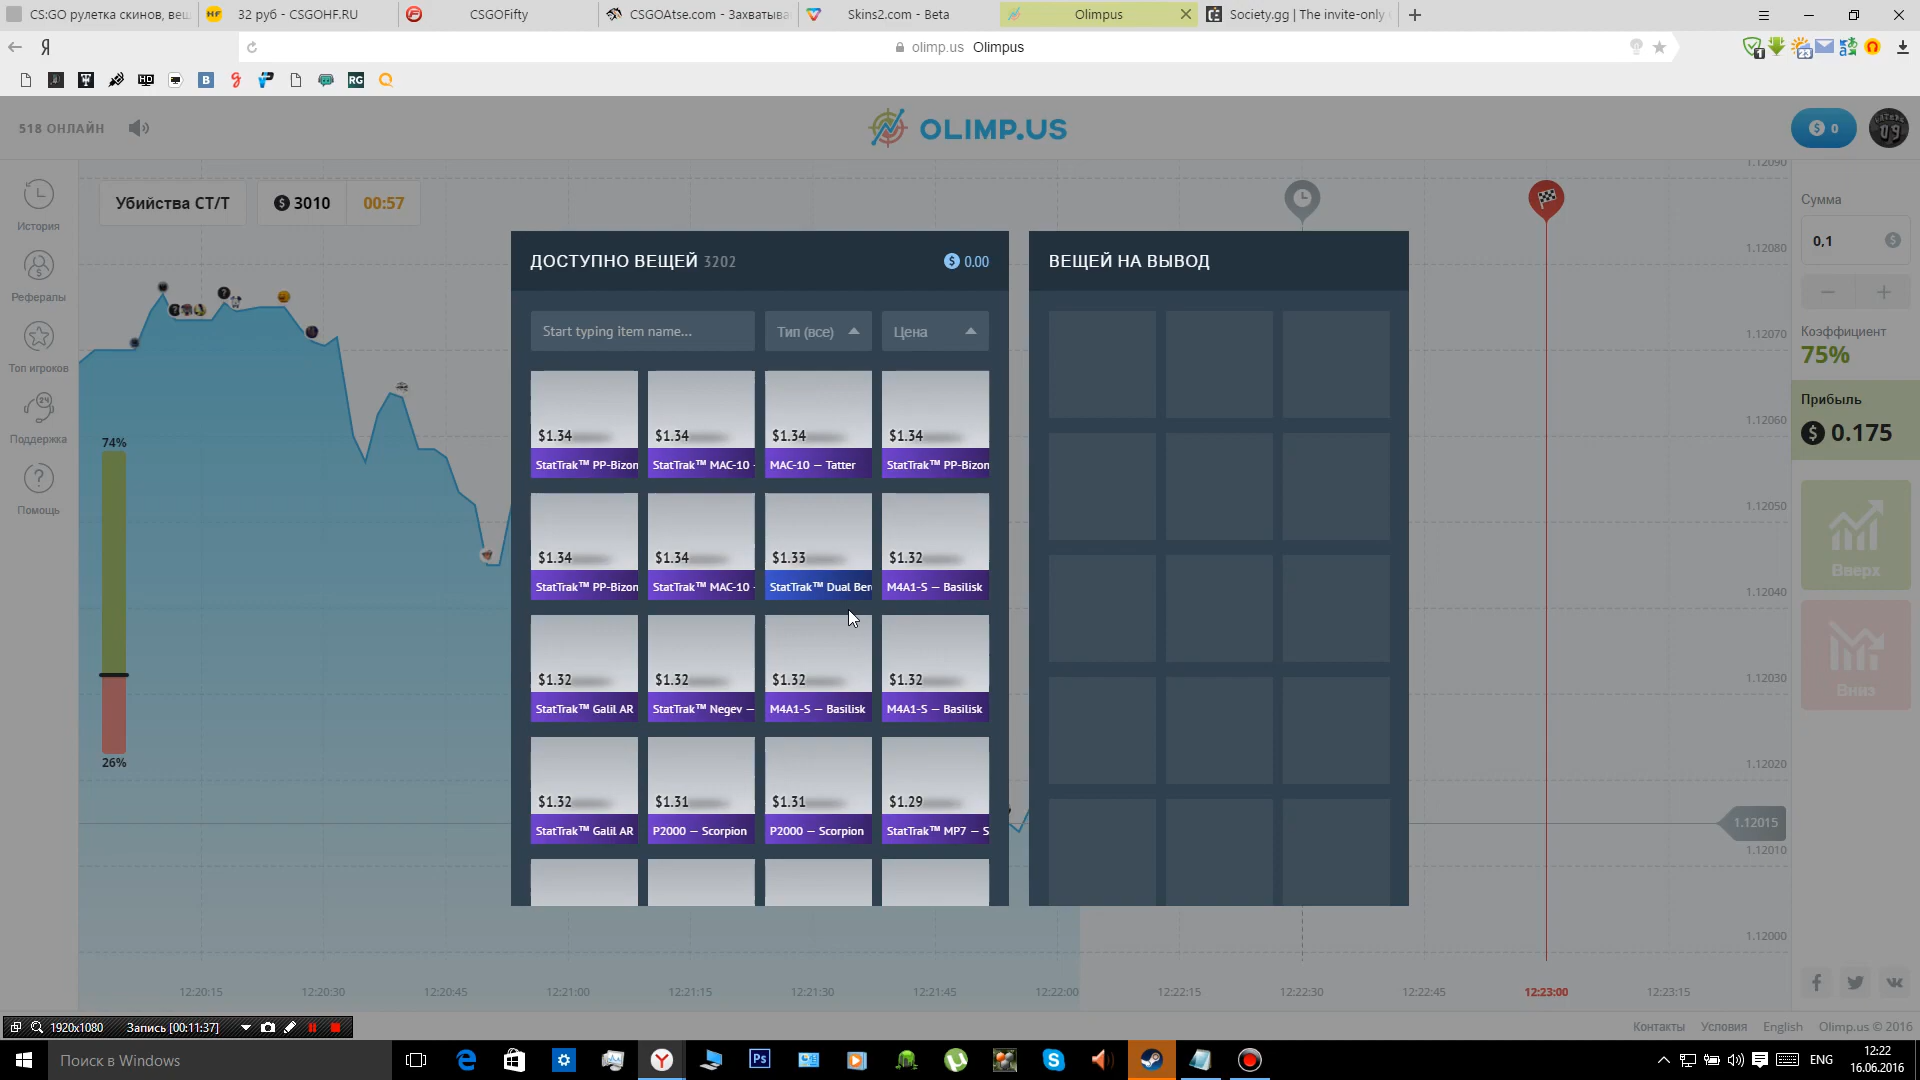 CS:GO рулетка скинов, вещ
32 руб - CSGOHF.RU
CSGOFifty
CSGOAtse.com - Захватыва
Skins2.com - Beta
Olimpus
Society.gg | The invite-only
olimp.us Olimpus
518 ОНЛАЙН
OLIMP.US
0
История
Рефералы
Топ игроков
Поддержка
Помощь
Убийства СТ/Т
3010
00:57
74%
26%
ДОСТУПНО ВЕЩЕЙ 3202
0.00
Start typing item name...
Тип (все)
Цена
$1.34
$1.34
$1.34
$1.34
StatTrak™ PP-Bizon
StatTrak™ MAC-10
MAC-10 — Tatter
StatTrak™ PP-Bizon
$1.34
$1.34
$1.33
$1.32
StatTrak™ PP-Bizon
StatTrak™ MAC-10
StatTrak™ Dual Ber
M4A1-S — Basilisk
$1.32
$1.32
$1.32
$1.32
StatTrak™ Galil AR
StatTrak™ Negev —
M4A1-S — Basilisk
M4A1-S — Basilisk
$1.32
$1.31
$1.31
$1.29
StatTrak™ Galil AR
P2000 — Scorpion
P2000 — Scorpion
StatTrak™ MP7 — S
ВЕЩЕЙ НА ВЫВОД
1.12090
1.12080
1.12070
1.12060
1.12050
1.12040
1.12030
1.12020
1.12015
1.12010
1.12000
Сумма
0,1
Коэффициент
75%
Прибыль
0.175
Вверх
Вниз
12:20:15
12:20:30
12:20:45
12:21:00
12:21:15
12:21:30
12:21:45
12:22:00
12:22:15
12:22:30
12:22:45
12:23:00
12:23:15
Контакты
Условия
English
Olimp.us © 2016
1920x1080
Запись [00:11:37]
Поиск в Windows
ENG
12:22
16.06.2016